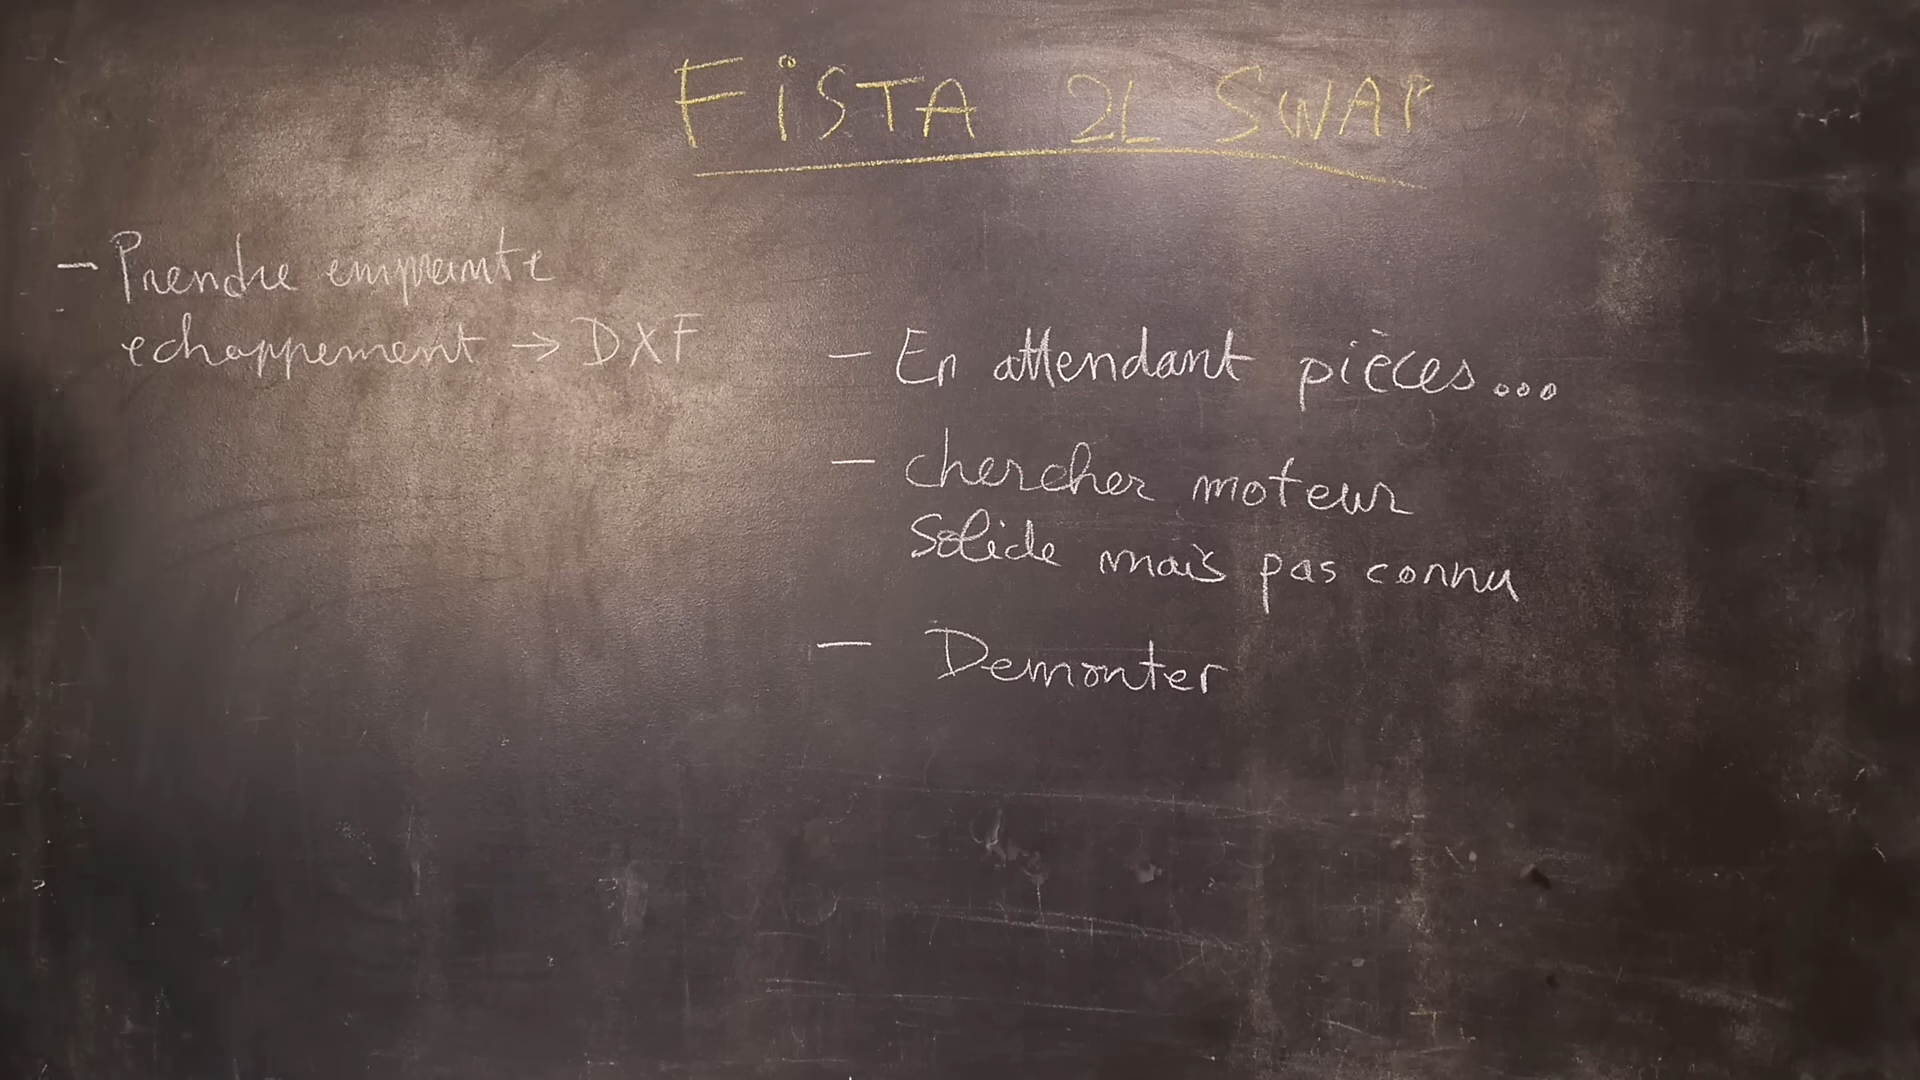 FiSTA 2L SWAP
- Prendre empreinte
echappement → DXF
- En attendant pièces...
- chercher moteur
solide mais pas connu
- Demonter